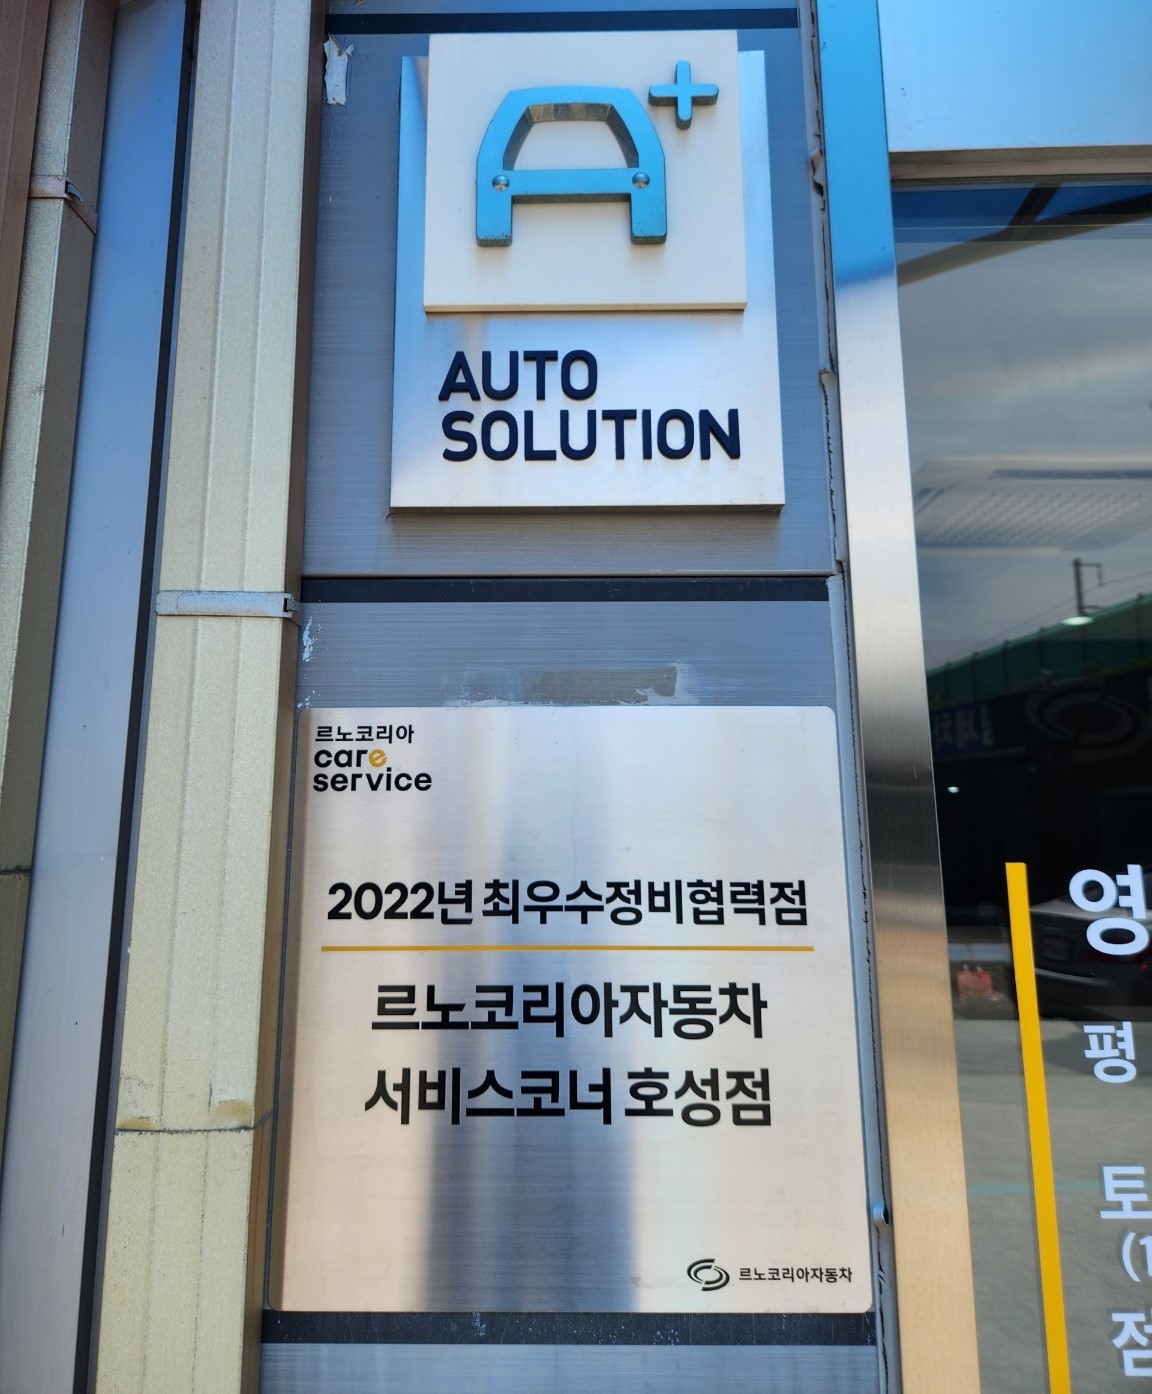 A+
AUTO
SOLUTION
르노코리아
care
service
2022년 최우수정비협력점
르노코리아자동차
서비스코너 호성점
르노코리아자동차
영
평
토
(1
점